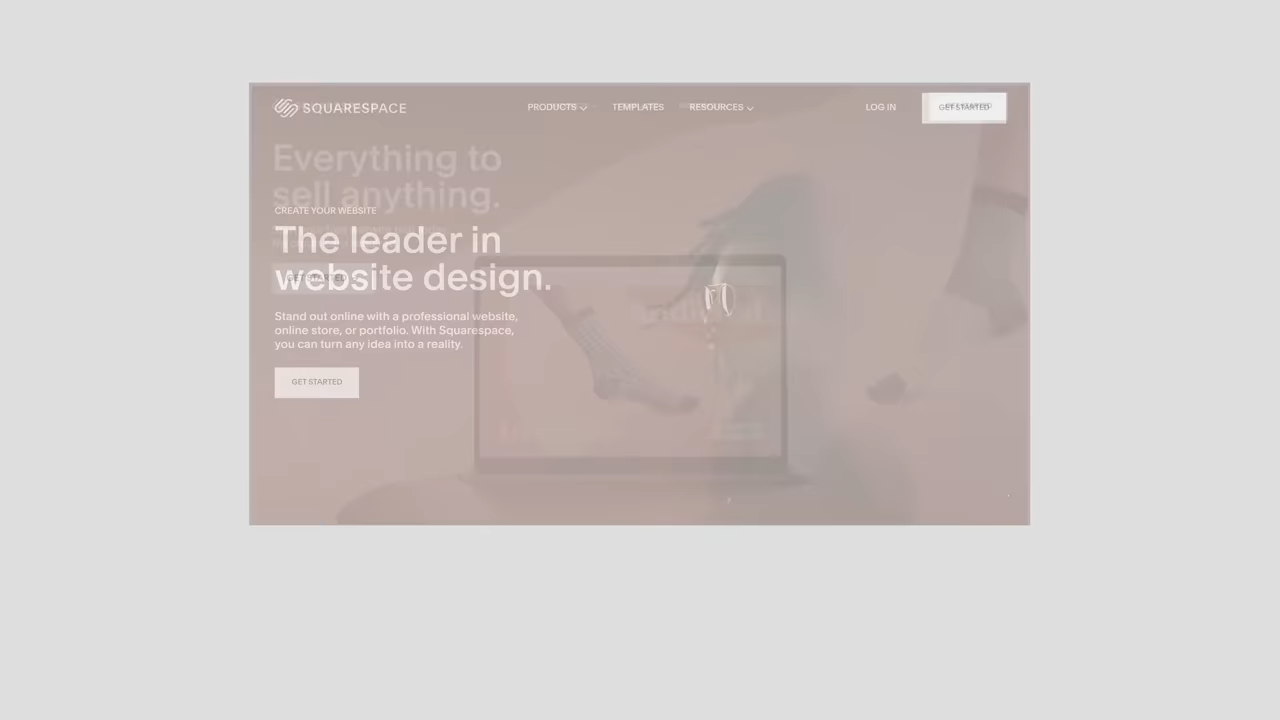 SQUARESPACE
PRODUCTS
TEMPLATES
RESOURCES
LOG IN
GET STARTED
Everything to
sell anything.
CREATE YOUR WEBSITE
The leader in
website design.
Stand out online with a professional website,
online store, or portfolio. With Squarespace,
you can turn any idea into a reality.
GET STARTED